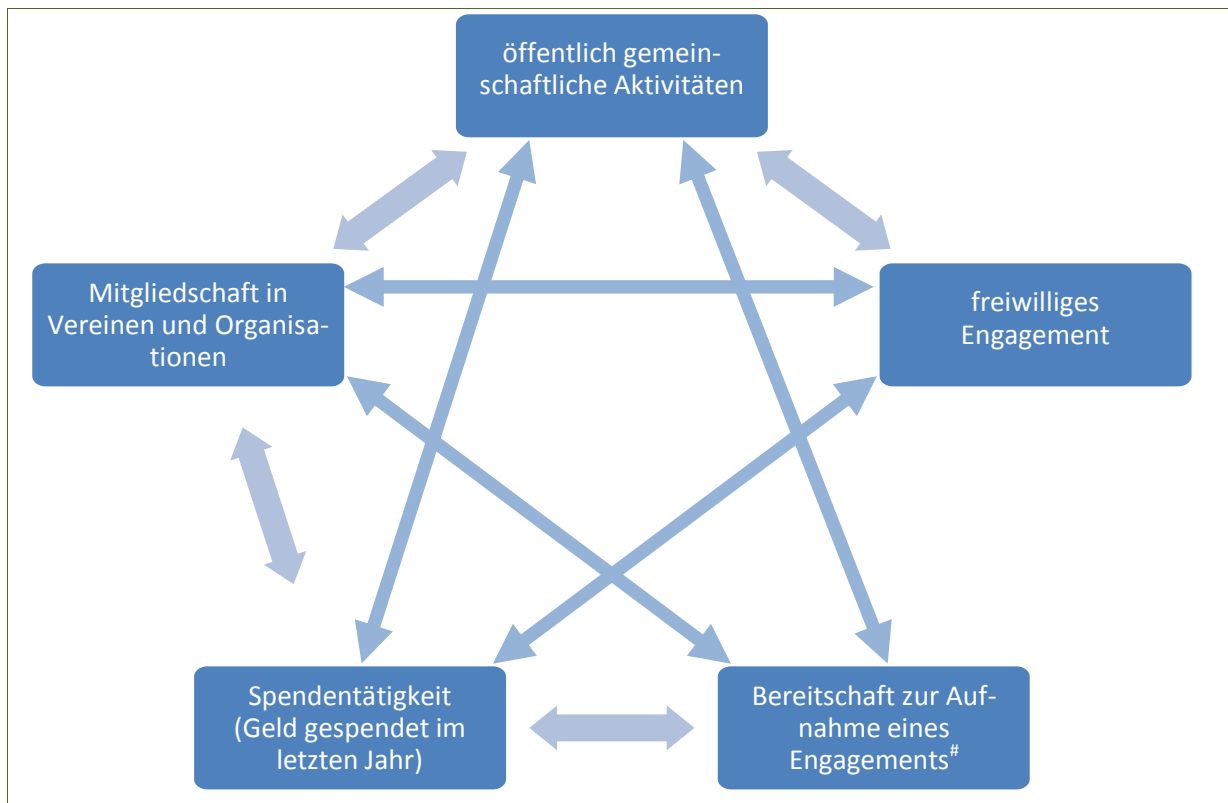 öffentlich gemein-
schaftliche Aktivitäten
Mitgliedschaft in
Vereinen und Organisa-
tionen
freiwilliges
Engagement
Spendentätigkeit
(Geld gespendet im
letzten Jahr)
Bereitschaft zur Auf-
nahme eines
Engagements#